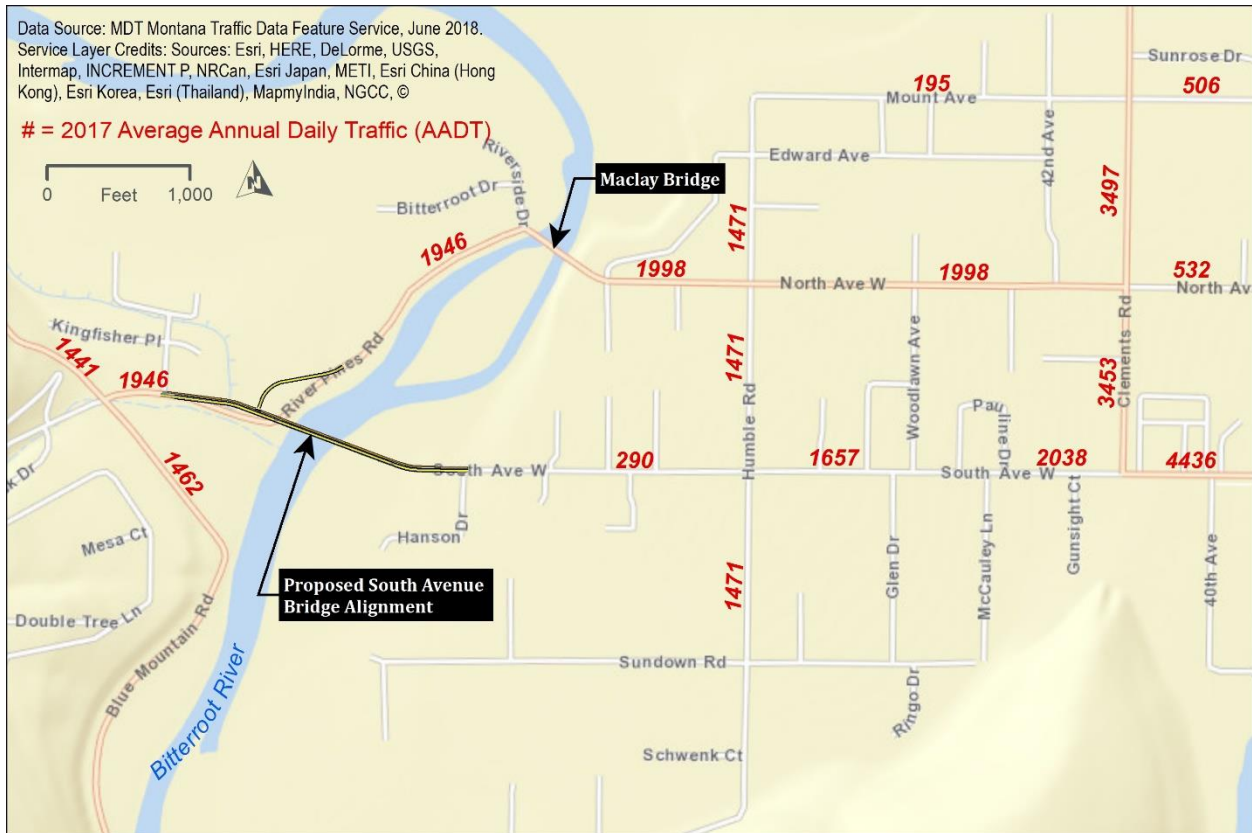 Data Source: MDT Montana Traffic Data Feature Service, June 2018.
Service Layer Credits: Sources: Esri, HERE, DeLorme, USGS,
Intermap, INCREMENT P, NRCan, Esri Japan, METI, Esri China (Hong
Kong), Esri Korea, Esri (Thailand), MapmyIndia, NGCC, ©
# = 2017 Average Annual Daily Traffic (AADT)
0 Feet 1,000
N
Sunrose Dr
195
Mount Ave
506
Riverside Dr
Bitterroot Dr
Maclay Bridge
Edward Ave
42nd Ave
3497
1471
1946
1998
North Ave W
1998
532
North Av
Kingfisher Pl
1441
1946
River Pines Rd
1471
Humble Rd
Woodlawn Ave
3453
Clements Rd
Pauline Dr
1462
South Ave W
290
1657
2038
South Ave W
4436
Hanson Dr
Mesa Ct
Glen Dr
McCauley Ln
Gunsight Ct
40th Ave
Proposed South Avenue
Bridge Alignment
1471
Double Tree Ln
Blue Mountain Rd
Bitterroot River
Sundown Rd
Ringo Dr
Schwenk Ct